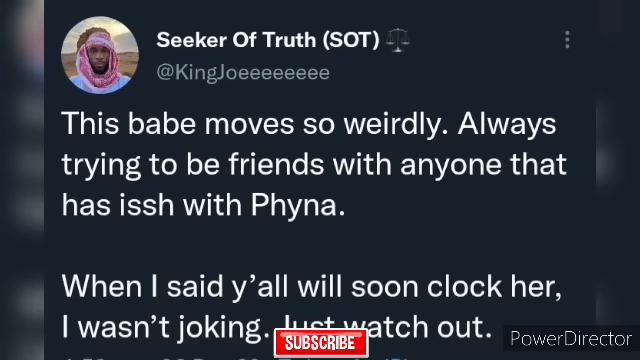 Seeker Of Truth (SOT) ⚖️
@KingJoeeeeeeeee
This babe moves so weirdly. Always
trying to be friends with anyone that
has issh with Phyna.
When I said y’all will soon clock her,
I wasn’t joking. Just watch out.
SUBSCRIBE
PowerDirector